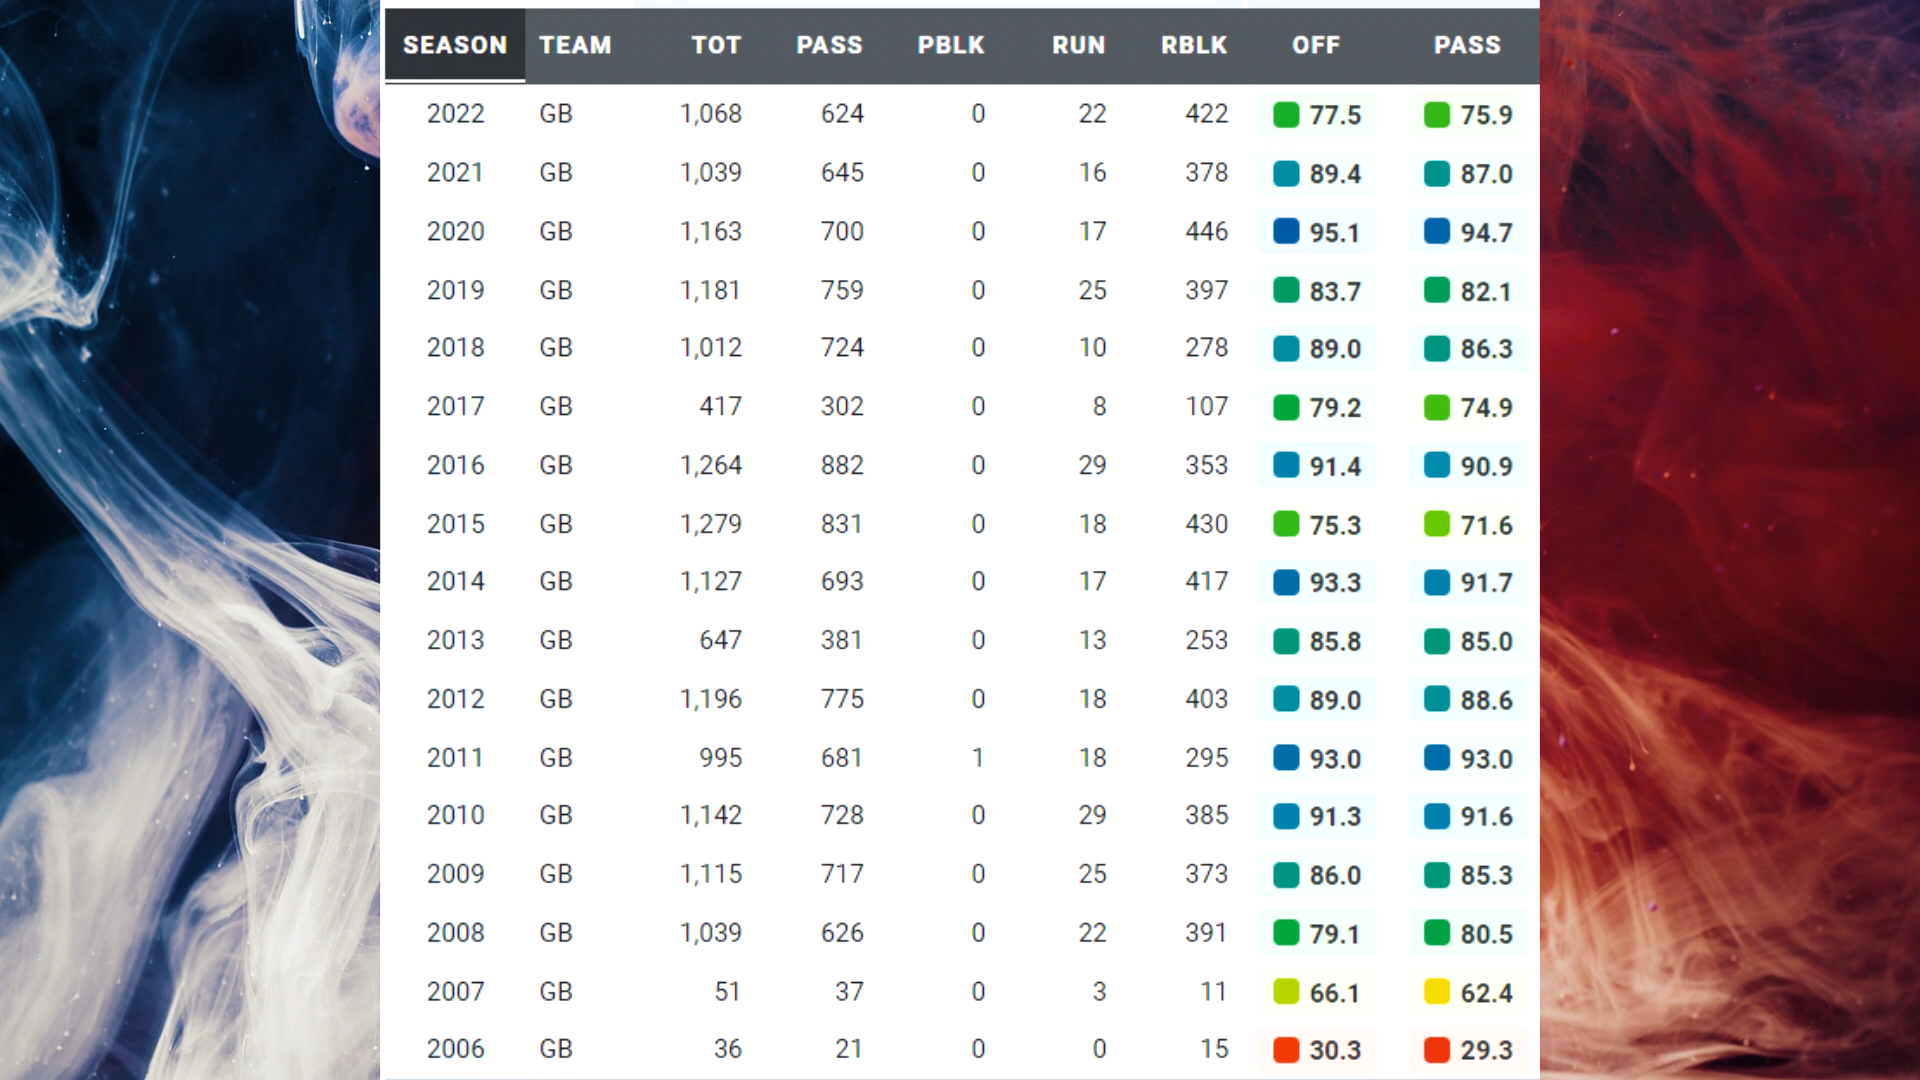 SEASON TEAM TOT PASS PBLK RUN RBLK OFF PASS
2022 GB 1,068 624 0 22 422 77.5 75.9
2021 GB 1,039 645 0 16 378 89.4 87.0
2020 GB 1,163 700 0 17 446 95.1 94.7
2019 GB 1,181 759 0 25 397 83.7 82.1
2018 GB 1,012 724 0 10 278 89.0 86.3
2017 GB 417 302 0 8 107 79.2 74.9
2016 GB 1,264 882 0 29 353 91.4 90.9
2015 GB 1,279 831 0 18 430 75.3 71.6
2014 GB 1,127 693 0 17 417 93.3 91.7
2013 GB 647 381 0 13 253 85.8 85.0
2012 GB 1,196 775 0 18 403 89.0 88.6
2011 GB 995 681 1 18 295 93.0 93.0
2010 GB 1,142 728 0 29 385 91.3 91.6
2009 GB 1,115 717 0 25 373 86.0 85.3
2008 GB 1,039 626 0 22 391 79.1 80.5
2007 GB 51 37 0 3 11 66.1 62.4
2006 GB 36 21 0 0 15 30.3 29.3